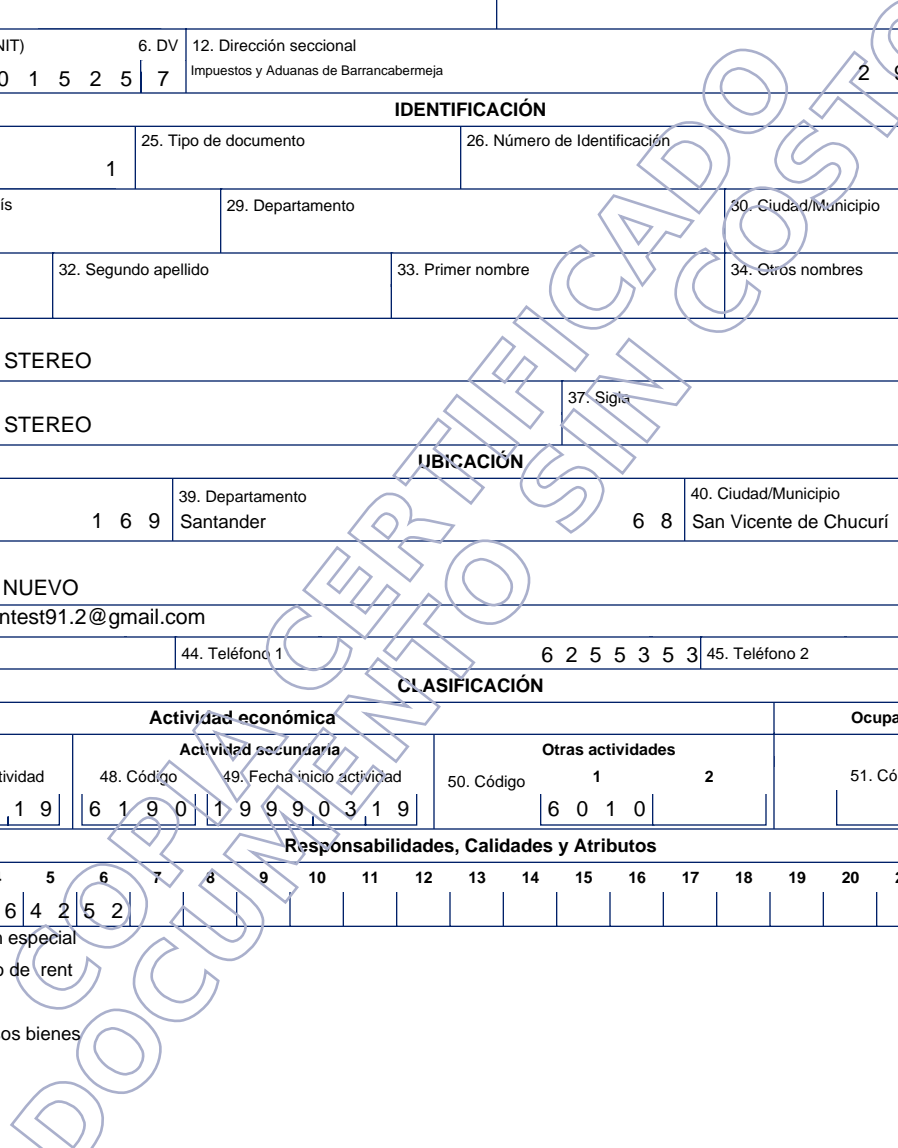 NIT) 6. DV 12. Dirección seccional
0 1 5 2 5 7 Impuestos y Aduanas de Barrancabermeja 2 9
IDENTIFICACIÓN
25. Tipo de documento 26. Número de Identificación
1
ís 29. Departamento 30. Ciudad/Municipio
32. Segundo apellido 33. Primer nombre 34. Otros nombres
STEREO
37. Sigla
STEREO
UBICACIÓN
39. Departamento 40. Ciudad/Municipio
1 6 9 Santander 6 8 San Vicente de Chucurí
NUEVO
ntest91.2@gmail.com
44. Teléfono 1 6 2 5 5 3 5 3 45. Teléfono 2
CLASIFICACIÓN
Actividad económica Ocupa
Actividad secundaria Otras actividades
tividad 48. Código 49. Fecha inicio actividad 50. Código 1 2 51. Có
1 9 6 1 9 0 1 9 9 9 0 3 1 9 6 0 1 0
Responsabilidades, Calidades y Atributos
5 6 7 8 9 10 11 12 13 14 15 16 17 18 19 20
6 4 2 5 2
n especial
o de rent
os bienes
COPIA CERTIFICADO
DOCUMENTO SIN COSTO